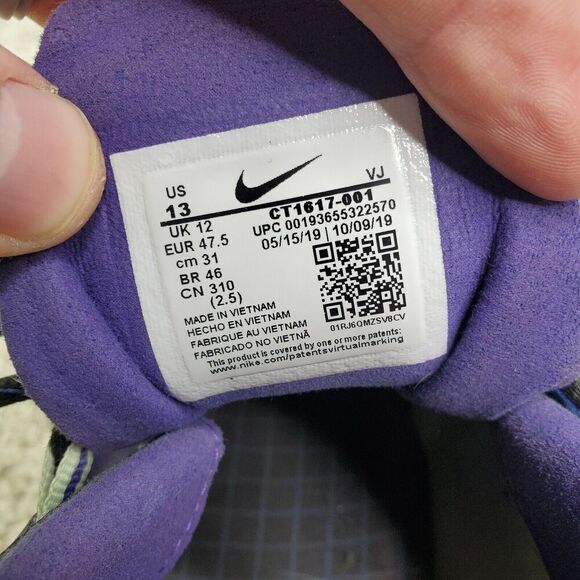 US VJ
13 CT1617-001
UK 12 UPC 00193655322570
EUR 47.5 05/15/19 | 10/09/19
cm 31
BR 46
CN 310
(2.5)
MADE IN VIETNAM
HECHO EN VIETNAM
FABRIQUE AU VIETNAM
FABRICADO NO VIETNÃ
01RJ6QMZSV8CV
This product is covered by one or more patents:
www.nike.com/patentsvirtualmarking